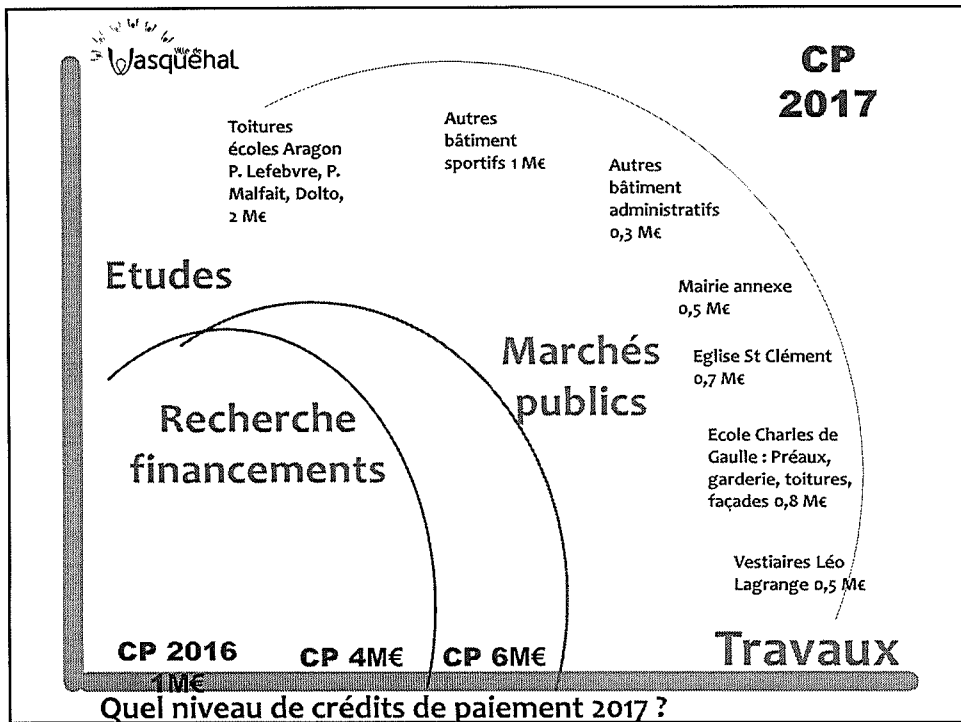 Ville de
Wasquehal
CP
2017
Toitures
écoles Aragon
P. Lefebvre, P.
Malfait, Dolto,
2 M€
Autres
bâtiment
sportifs 1 M€
Autres
bâtiment
administratifs
0,3 M€
Etudes
Mairie annexe
0,5 M€
Marchés
publics
Eglise St Clément
0,7 M€
Recherche
financements
Ecole Charles de
Gaulle : Préaux,
garderie, toitures,
façades 0,8 M€
Vestiaires Léo
Lagrange 0,5 M€
Travaux
CP 2016
1M€
CP 4M€
CP 6M€
Quel niveau de crédits de paiement 2017 ?